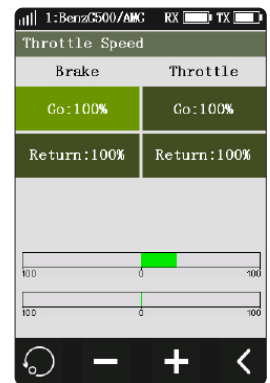 1:BenzG500/AMG RX TX
Throttle Speed
Brake Throttle
Go:100% Go:100%
Return:100% Return:100%
100 0 100
100 0 100